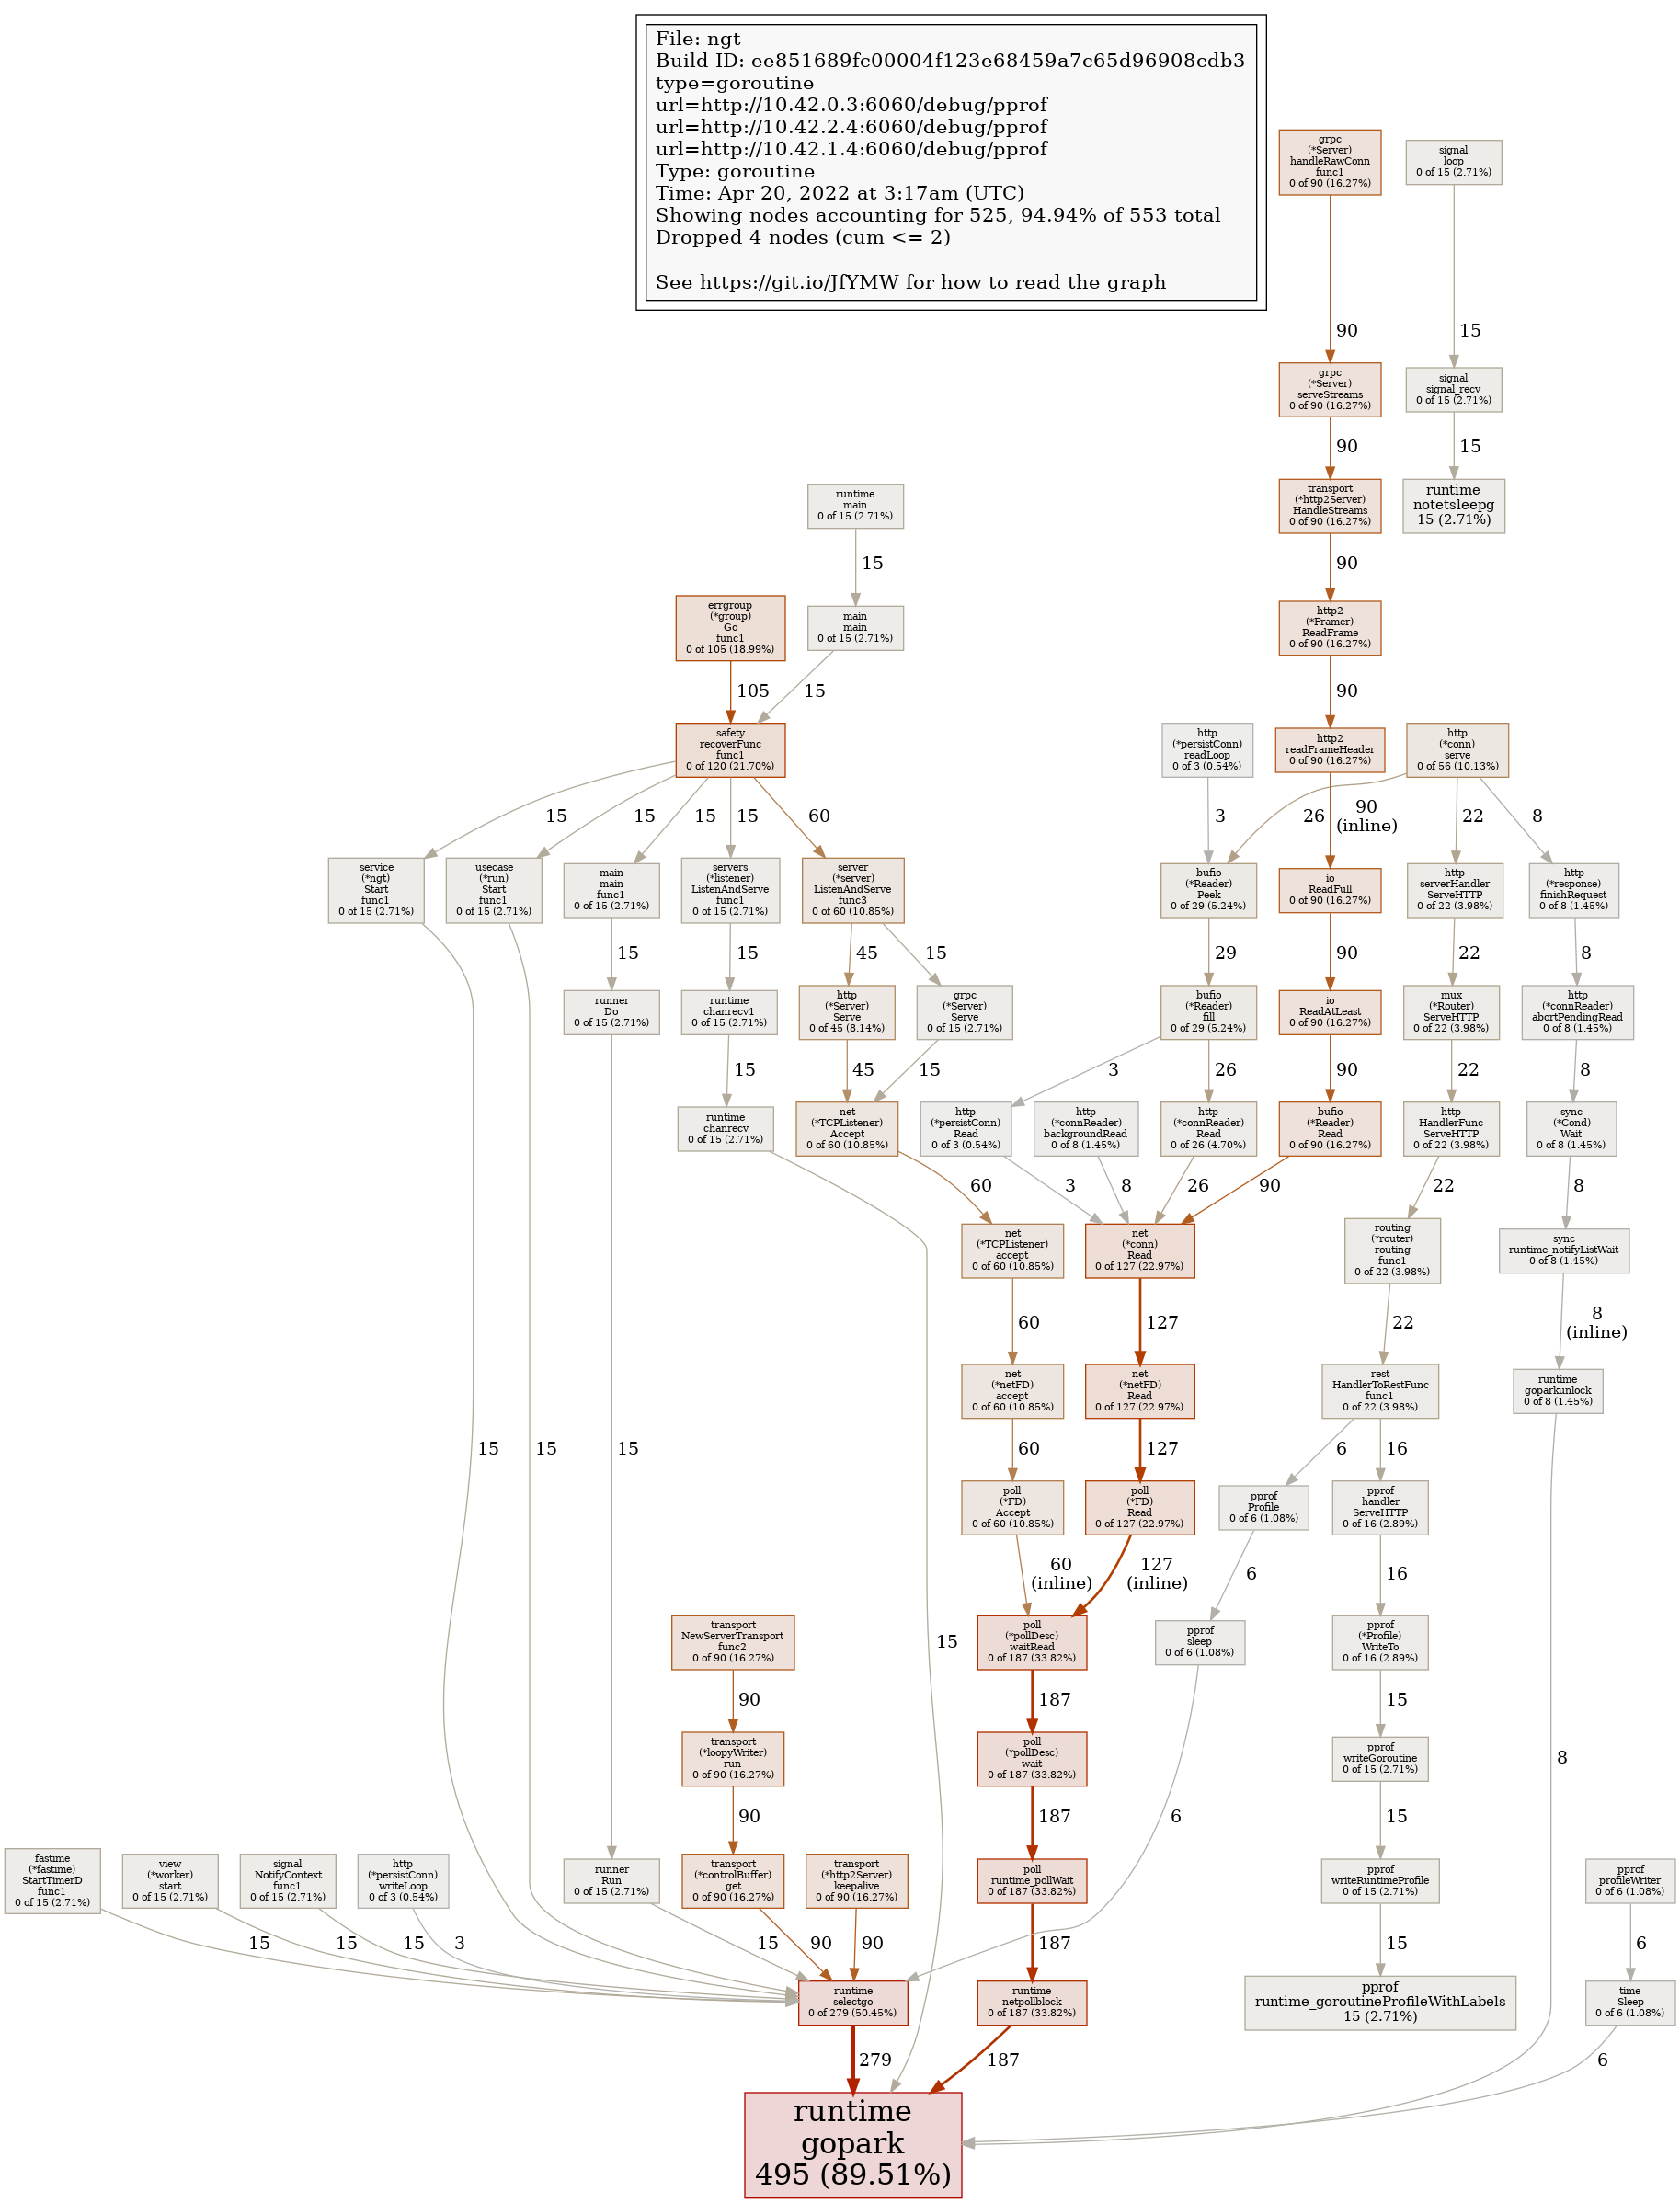 File: ngt
Build ID: ee851689fc00004f123e68459a7c65d96908cdb3
type=goroutine
url=http://10.42.0.3:6060/debug/pprof
url=http://10.42.2.4:6060/debug/pprof
url=http://10.42.1.4:6060/debug/pprof
Type: goroutine
Time: Apr 20, 2022 at 3:17am (UTC)
Showing nodes accounting for 525, 94.94% of 553 total
Dropped 4 nodes (cum <= 2)
See https://git.io/JfYMW for how to read the graph
grpc
(*Server)
handleRawConn
func1
0 of 90 (16.27%)
signal
loop
0 of 15 (2.71%)
90
15
grpc
(*Server)
serveStreams
0 of 90 (16.27%)
signal
signal_recv
0 of 15 (2.71%)
90
15
runtime
main
0 of 15 (2.71%)
transport
(*http2Server)
HandleStreams
0 of 90 (16.27%)
runtime
notetsleepg
15 (2.71%)
15
90
errgroup
(*group)
Go
func1
0 of 105 (18.99%)
main
main
0 of 15 (2.71%)
http2
(*Framer)
ReadFrame
0 of 90 (16.27%)
105
15
90
safety
recoverFunc
func1
0 of 120 (21.70%)
http
(*persistConn)
readLoop
0 of 3 (0.54%)
http2
readFrameHeader
0 of 90 (16.27%)
http
(*conn)
serve
0 of 56 (10.13%)
15
15
15
15
60
3
26
90
(inline)
22
8
service
(*ngt)
Start
func1
0 of 15 (2.71%)
usecase
(*run)
Start
func1
0 of 15 (2.71%)
main
main
func1
0 of 15 (2.71%)
servers
(*listener)
ListenAndServe
func1
0 of 15 (2.71%)
server
(*server)
ListenAndServe
func3
0 of 60 (10.85%)
bufio
(*Reader)
Peek
0 of 29 (5.24%)
io
ReadFull
0 of 90 (16.27%)
http
serverHandler
ServeHTTP
0 of 22 (3.98%)
http
(*response)
finishRequest
0 of 8 (1.45%)
15
15
45
15
29
90
22
8
runner
Do
0 of 15 (2.71%)
runtime
chanrecv1
0 of 15 (2.71%)
http
(*Server)
Serve
0 of 45 (8.14%)
grpc
(*Server)
Serve
0 of 15 (2.71%)
bufio
(*Reader)
fill
0 of 29 (5.24%)
io
ReadAtLeast
0 of 90 (16.27%)
mux
(*Router)
ServeHTTP
0 of 22 (3.98%)
http
(*connReader)
abortPendingRead
0 of 8 (1.45%)
15
45
15
3
26
90
22
8
runtime
chanrecv
0 of 15 (2.71%)
net
(*TCPListener)
Accept
0 of 60 (10.85%)
http
(*persistConn)
Read
0 of 3 (0.54%)
http
(*connReader)
backgroundRead
0 of 8 (1.45%)
http
(*connReader)
Read
0 of 26 (4.70%)
bufio
(*Reader)
Read
0 of 90 (16.27%)
http
HandlerFunc
ServeHTTP
0 of 22 (3.98%)
sync
(*Cond)
Wait
0 of 8 (1.45%)
60
3
8
26
90
22
8
net
(*TCPListener)
accept
0 of 60 (10.85%)
net
(*conn)
Read
0 of 127 (22.97%)
routing
(*router)
routing
func1
0 of 22 (3.98%)
sync
runtime_notifyListWait
0 of 8 (1.45%)
60
127
22
8
(inline)
net
(*netFD)
accept
0 of 60 (10.85%)
net
(*netFD)
Read
0 of 127 (22.97%)
rest
HandlerToRestFunc
func1
0 of 22 (3.98%)
runtime
goparkunlock
0 of 8 (1.45%)
15
15
15
60
127
6
16
poll
(*FD)
Accept
0 of 60 (10.85%)
poll
(*FD)
Read
0 of 127 (22.97%)
pprof
Profile
0 of 6 (1.08%)
pprof
handler
ServeHTTP
0 of 16 (2.89%)
60
(inline)
127
(inline)
6
16
transport
NewServerTransport
func2
0 of 90 (16.27%)
15
poll
(*pollDesc)
waitRead
0 of 187 (33.82%)
pprof
sleep
0 of 6 (1.08%)
pprof
(*Profile)
WriteTo
0 of 16 (2.89%)
90
187
15
transport
(*loopyWriter)
run
0 of 90 (16.27%)
poll
(*pollDesc)
wait
0 of 187 (33.82%)
pprof
writeGoroutine
0 of 15 (2.71%)
8
90
187
6
15
fastime
(*fastime)
StartTimerD
func1
0 of 15 (2.71%)
view
(*worker)
start
0 of 15 (2.71%)
signal
NotifyContext
func1
0 of 15 (2.71%)
http
(*persistConn)
writeLoop
0 of 3 (0.54%)
runner
Run
0 of 15 (2.71%)
transport
(*controlBuffer)
get
0 of 90 (16.27%)
transport
(*http2Server)
keepalive
0 of 90 (16.27%)
poll
runtime_pollWait
0 of 187 (33.82%)
pprof
writeRuntimeProfile
0 of 15 (2.71%)
pprof
profileWriter
0 of 6 (1.08%)
15
15
15
3
15
90
90
187
15
6
runtime
selectgo
0 of 279 (50.45%)
runtime
netpollblock
0 of 187 (33.82%)
pprof
runtime_goroutineProfileWithLabels
15 (2.71%)
time
Sleep
0 of 6 (1.08%)
279
187
6
runtime
gopark
495 (89.51%)